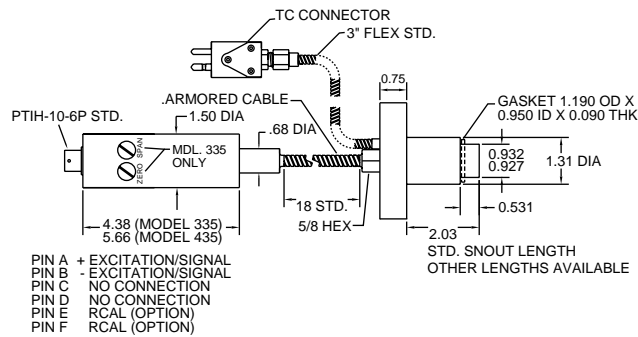 TC CONNECTOR
3" FLEX STD.
0.75
.ARMORED CABLE
GASKET 1.190 OD X
0.950 ID X 0.090 THK
PTIH-10-6P STD.
1.50 DIA
.68 DIA
ZERO SPAN
MDL. 335
ONLY
0.932
0.927
1.31 DIA
18 STD.
5/8 HEX
0.531
2.03
4.38 (MODEL 335)
5.66 (MODEL 435)
STD. SNOUT LENGTH
OTHER LENGTHS AVAILABLE
PIN A + EXCITATION/SIGNAL
PIN B - EXCITATION/SIGNAL
PIN C NO CONNECTION
PIN D NO CONNECTION
PIN E RCAL (OPTION)
PIN F RCAL (OPTION)